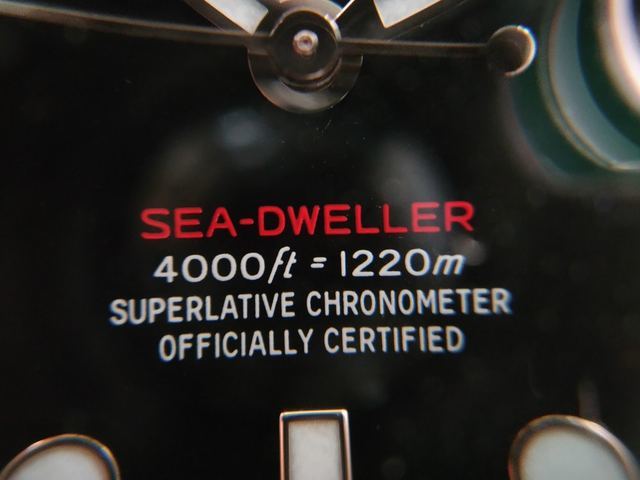 SEA-DWELLER
4000ft = 1220m
SUPERLATIVE CHRONOMETER
OFFICIALLY CERTIFIED